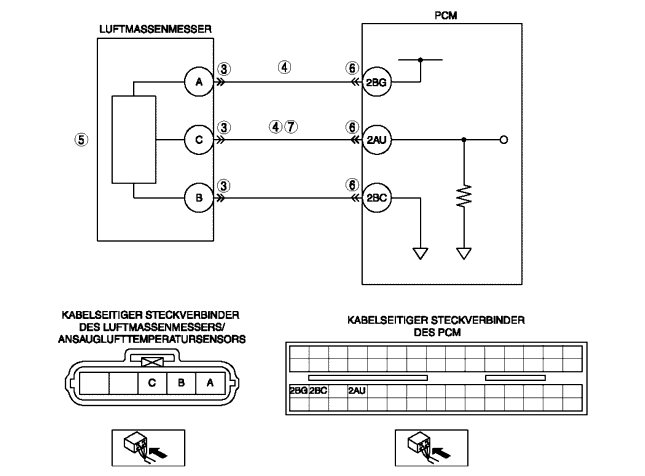 LUFTMASSENMESSER
PCM
A ③ ④ ⑥ 2BG
⑤ C ③ ④⑦ ⑥ 2AU
B ③ ⑥ 2BC
KABELSEITIGER STECKVERBINDER
DES LUFTMASSENMESSERS/
ANSAUGLUFTTEMPERATURSENSORS
C B A
KABELSEITIGER STECKVERBINDER
DES PCM
2BG 2BC 2AU